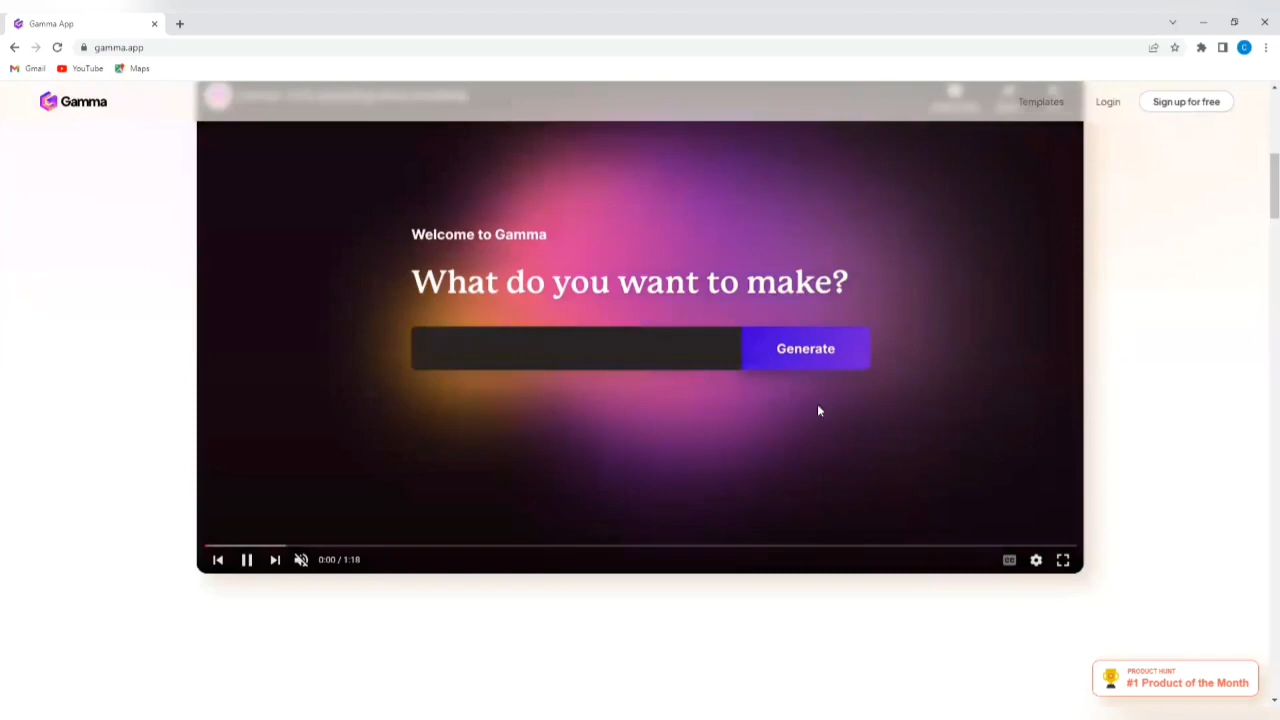 Gamma App
gamma.app
Gmail
YouTube
Maps
Gamma
Templates
Login
Sign up for free
Welcome to Gamma
What do you want to make?
Generate
0:00 / 1:18
CC
PRODUCT HUNT
#1 Product of the Month